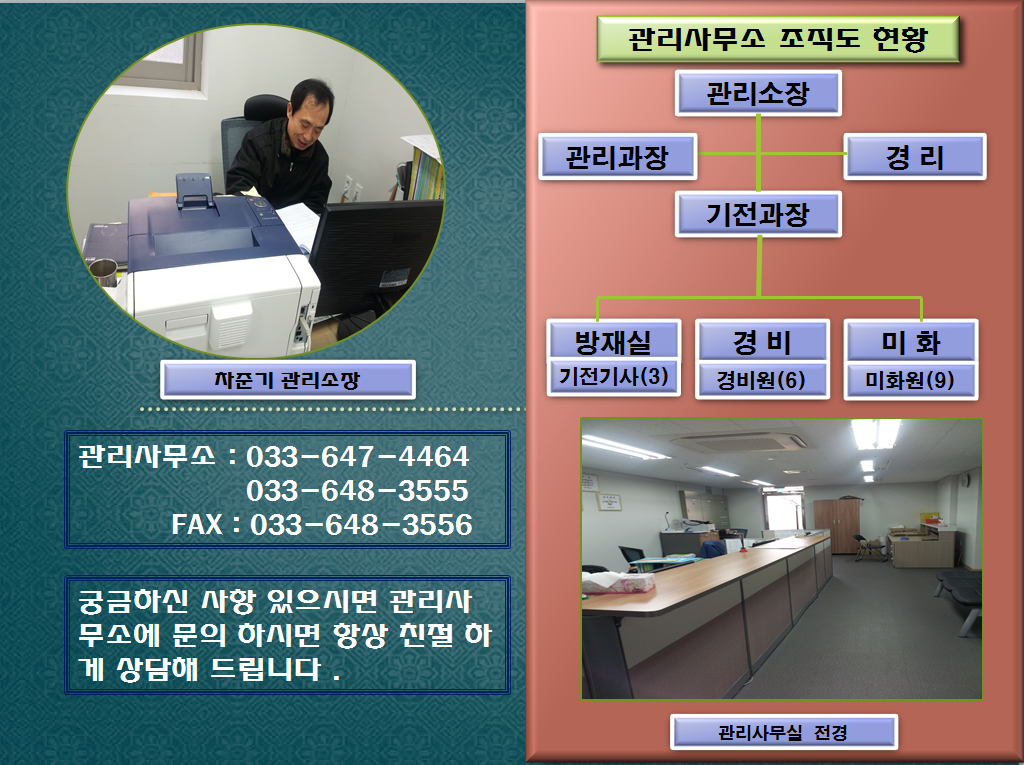 차준기 관리소장
관리사무소 : 033-647-4464
033-648-3555
FAX : 033-648-3556
궁금하신 사항 있으시면 관리사
무소에 문의 하시면 항상 친절 하
게 상담해 드립니다 .
관리사무소 조직도 현황
관리소장
관리과장
경 리
기전과장
방재실
기전기사(3)
경 비
경비원(6)
미 화
미화원(9)
관리사무실 전경